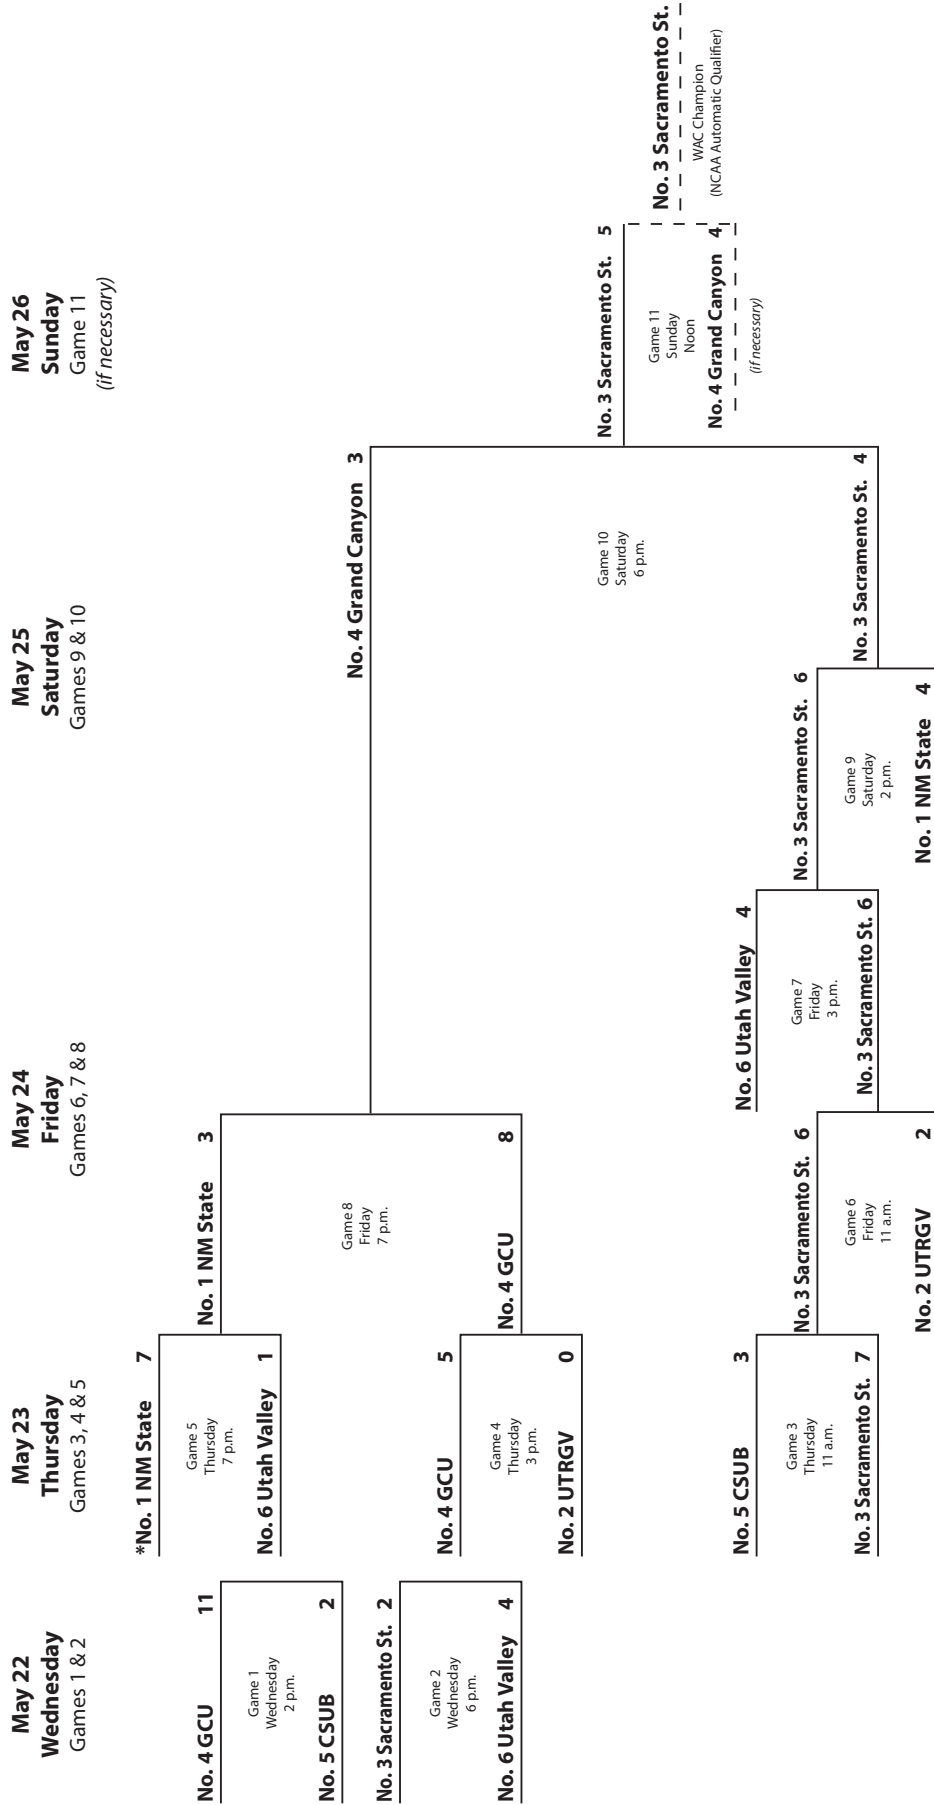 May 22
Wednesday
Games 1 & 2
May 23
Thursday
Games 3, 4 & 5
May 24
Friday
Games 6, 7 & 8
May 25
Saturday
Games 9 & 10
May 26
Sunday
Game 11
(if necessary)
No. 4 GCU 11
Game 1
Wednesday
2 p.m.
No. 5 CSUB 2
No. 3 Sacramento St. 2
Game 2
Wednesday
6 p.m.
No. 6 Utah Valley 4
*No. 1 NM State 7
Game 5
Thursday
7 p.m.
No. 6 Utah Valley 1
No. 4 GCU 5
Game 4
Thursday
3 p.m.
No. 2 UTRGV 0
No. 5 CSUB 3
Game 3
Thursday
11 a.m.
No. 3 Sacramento St. 7
No. 1 NM State 3
Game 8
Friday
7 p.m.
No. 4 GCU 8
No. 3 Sacramento St. 6
Game 6
Friday
11 a.m.
No. 2 UTRGV 2
No. 6 Utah Valley 4
Game 7
Friday
3 p.m.
No. 3 Sacramento St. 6
No. 3 Sacramento St. 6
Game 9
Saturday
2 p.m.
No. 1 NM State 4
No. 4 Grand Canyon 3
Game 10
Saturday
6 p.m.
No. 3 Sacramento St. 4
No. 3 Sacramento St. 5
Game 11
Sunday
Noon
No. 4 Grand Canyon 4
(if necessary)
No. 3 Sacramento St.
WAC Champion
(NCAA Automatic Qualifier)